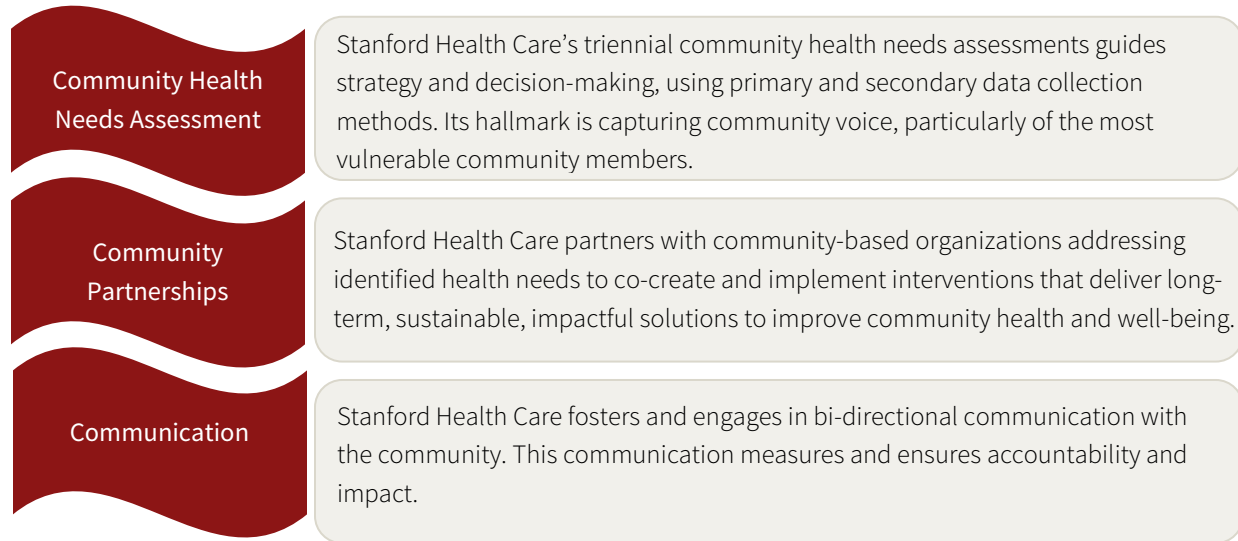 Community Health
Needs Assessment
Stanford Health Care’s triennial community health needs assessments guides
strategy and decision-making, using primary and secondary data collection
methods. Its hallmark is capturing community voice, particularly of the most
vulnerable community members.
Community
Partnerships
Stanford Health Care partners with community-based organizations addressing
identified health needs to co-create and implement interventions that deliver long-
term, sustainable, impactful solutions to improve community health and well-being.
Communication
Stanford Health Care fosters and engages in bi-directional communication with
the community. This communication measures and ensures accountability and
impact.